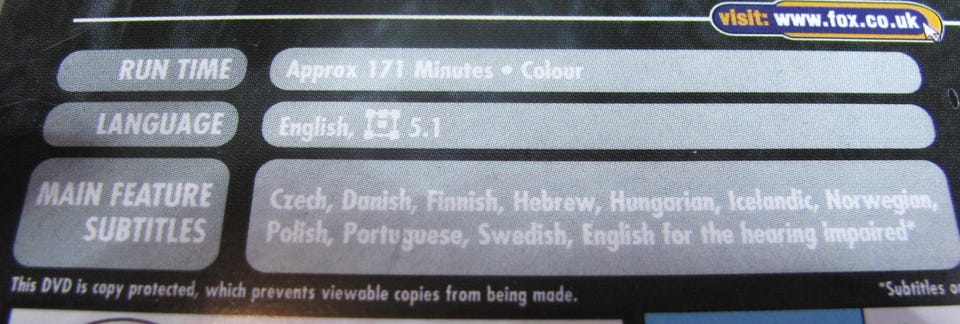 visit: www.fox.co.uk
RUN TIME
Approx 171 Minutes • Colour
LANGUAGE
English, 5.1
MAIN FEATURE
SUBTITLES
Czech, Danish, Finnish, Hebrew, Hungarian, Icelandic, Norwegian,
Polish, Portuguese, Swedish, English for the hearing impaired*
This DVD is copy protected, which prevents viewable copies from being made.
*Subtitles